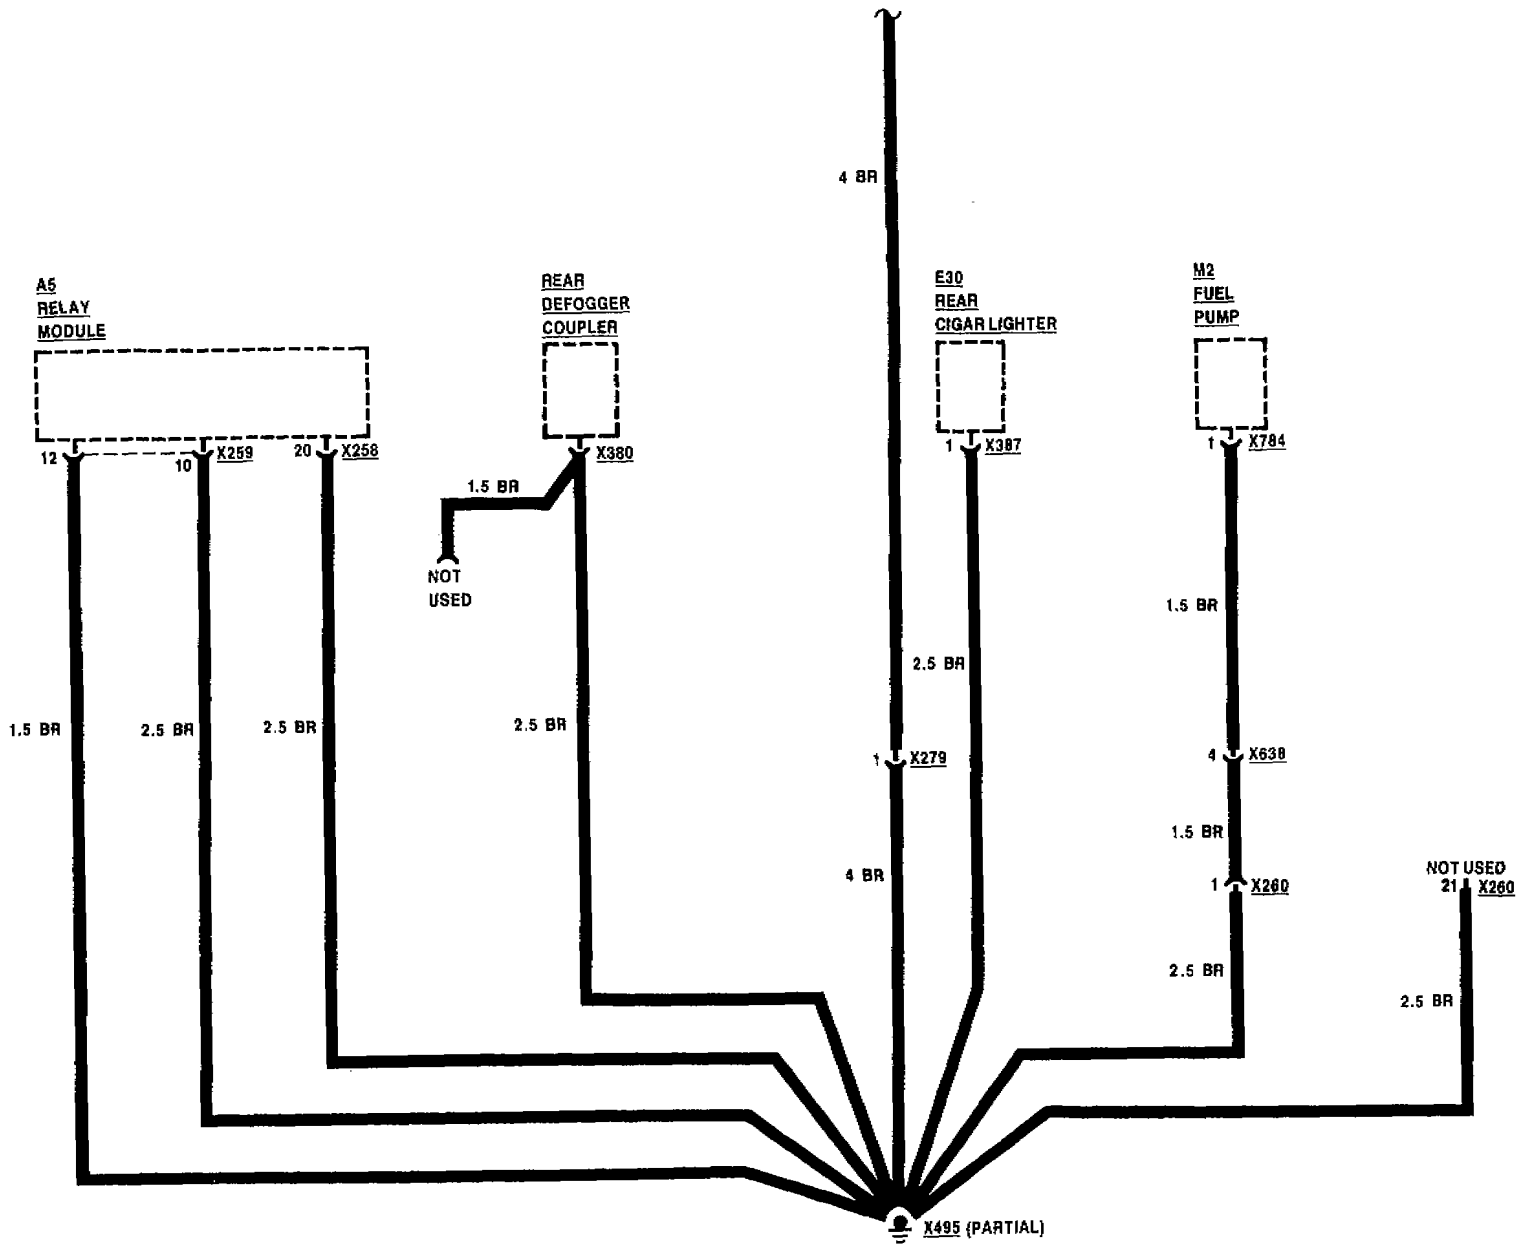 4 BR
A5
RELAY
MODULE
REAR
DEFOGGER
COUPLER
E30
REAR
CIGAR LIGHTER
M2
FUEL
PUMP
12
10
X259
20
X258
X380
1
X387
1
X784
1.5 BR
NOT
USED
1.5 BR
2.5 BR
1.5 BR
2.5 BR
2.5 BR
2.5 BR
1
X279
4
X638
1.5 BR
4 BR
1
X260
NOT USED
21
X260
2.5 BR
2.5 BR
X495 (PARTIAL)